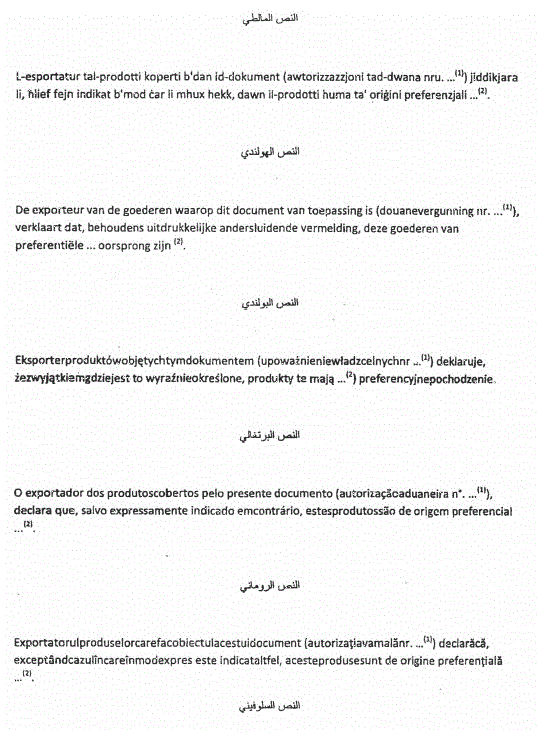 النص المالطي
L-esportatur tal-prodotti koperti b'dan id-dokument (awtorizzazzjoni tad-dwana nru. ...(1)) jiddikjara
li, ħlief fejn indikat b'mod ċar li mhux hekk, dawn il-prodotti huma ta' oriġini preferenzjali ...(2).
النص الهولندي
De exporteur van de goederen waarop dit document van toepassing is (douanevergunning nr. ...(1)),
verklaart dat, behoudens uitdrukkelijke andersluidende vermelding, deze goederen van
preferentiële ... oorsprong zijn (2).
النص البولندي
Eksporterproduktówobjętychtymdokumentem (upoważnieniewładzcelnychnr ...(1)) deklaruje,
żezwyjątkiemgdziejest to wyraźnieokreślone, produkty te mają ...(2) preferencyjnepochodzenie.
النص البرتغالي
O exportador dos produtoscobertos pelo presente documento (autorizaçãoaduaneira n°. ...(1)),
declara que, salvo expressamente indicado emcontrário, estesprodutossão de origem preferencial
...(2).
النص الروماني
Exportatorulproduselorcarefacobiectulacestuidocument (autorizaţiavamalănr. ...(1)) declarăcă,
exceptândcazulîncareînmodexpres este indicataltfel, acesteprodusesunt de origine preferenţială
...(2).
النص السلوفيني